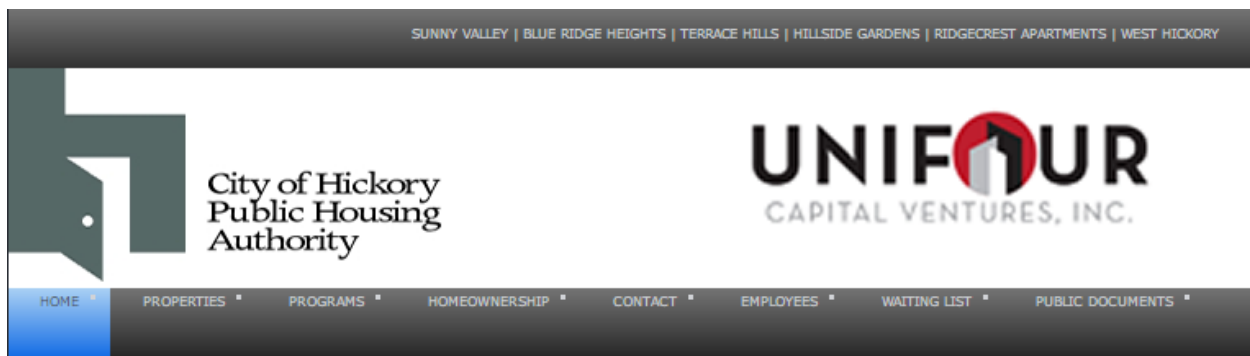 SUNNY VALLEY | BLUE RIDGE HEIGHTS | TERRACE HILLS | HILLSIDE GARDENS | RIDGECREST APARTMENTS | WEST HICKORY
City of Hickory
Public Housing
Authority
UNIFOUR
CAPITAL VENTURES, INC.
HOME PROPERTIES PROGRAMS HOMEOWNERSHIP CONTACT EMPLOYEES WAITING LIST PUBLIC DOCUMENTS